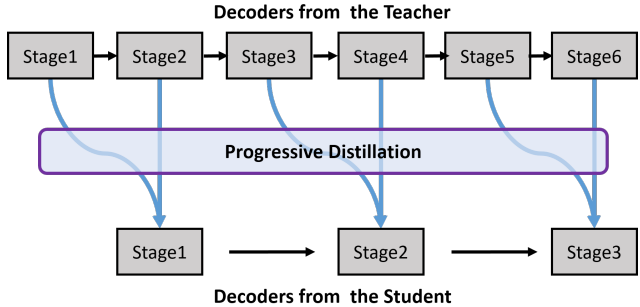 Decoders from the Teacher
Stage1 Stage2 Stage3 Stage4 Stage5 Stage6
Progressive Distillation
Stage1 Stage2 Stage3
Decoders from the Student